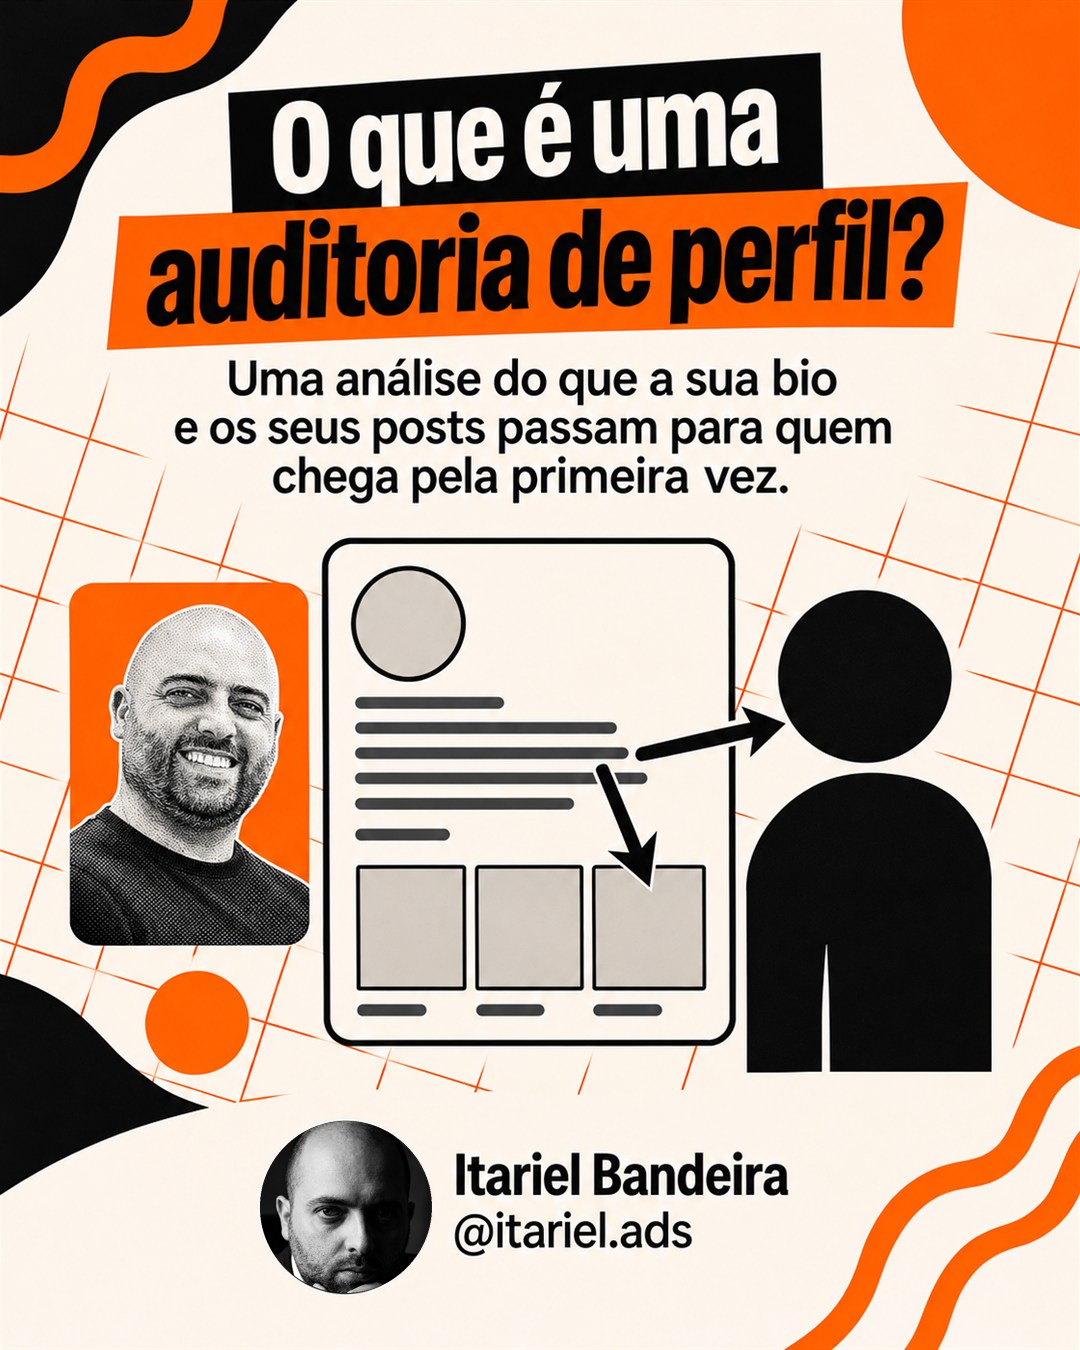 O que é uma
auditoria de perfil?
Uma análise do que a sua bio
e os seus posts passam para quem
chega pela primeira vez.
Itariel Bandeira
@itariel.ads